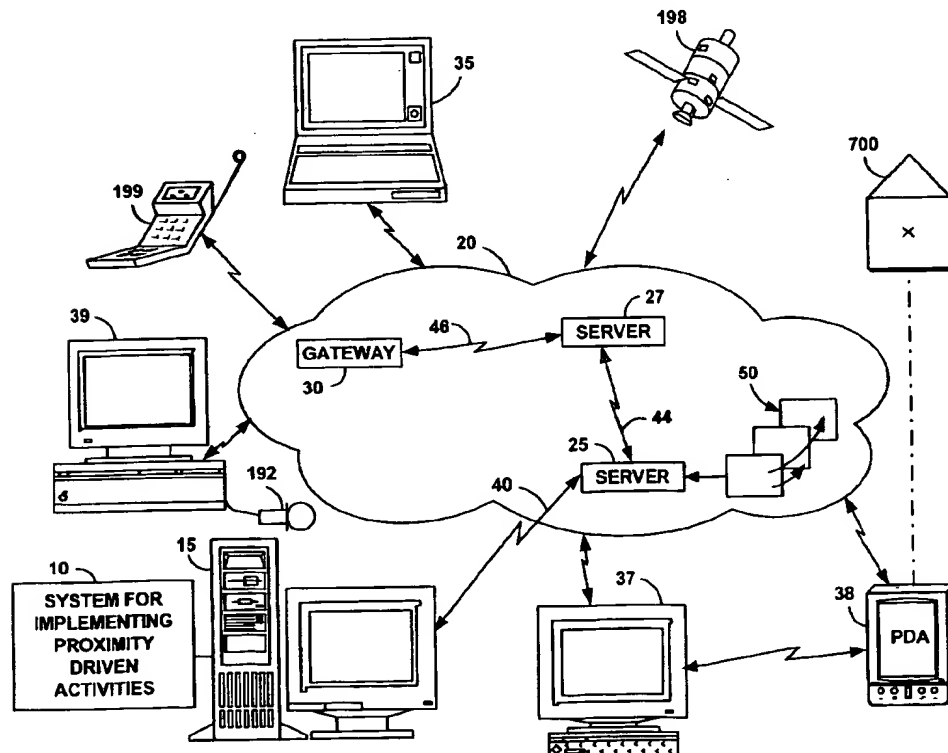 198
35
700
199
X
20
27
39
46
SERVER
GATEWAY
30
50
44
25
SERVER
192
40
15
10
37
38
SYSTEM FOR
IMPLEMENTING
PROXIMITY
DRIVEN
ACTIVITIES
PDA